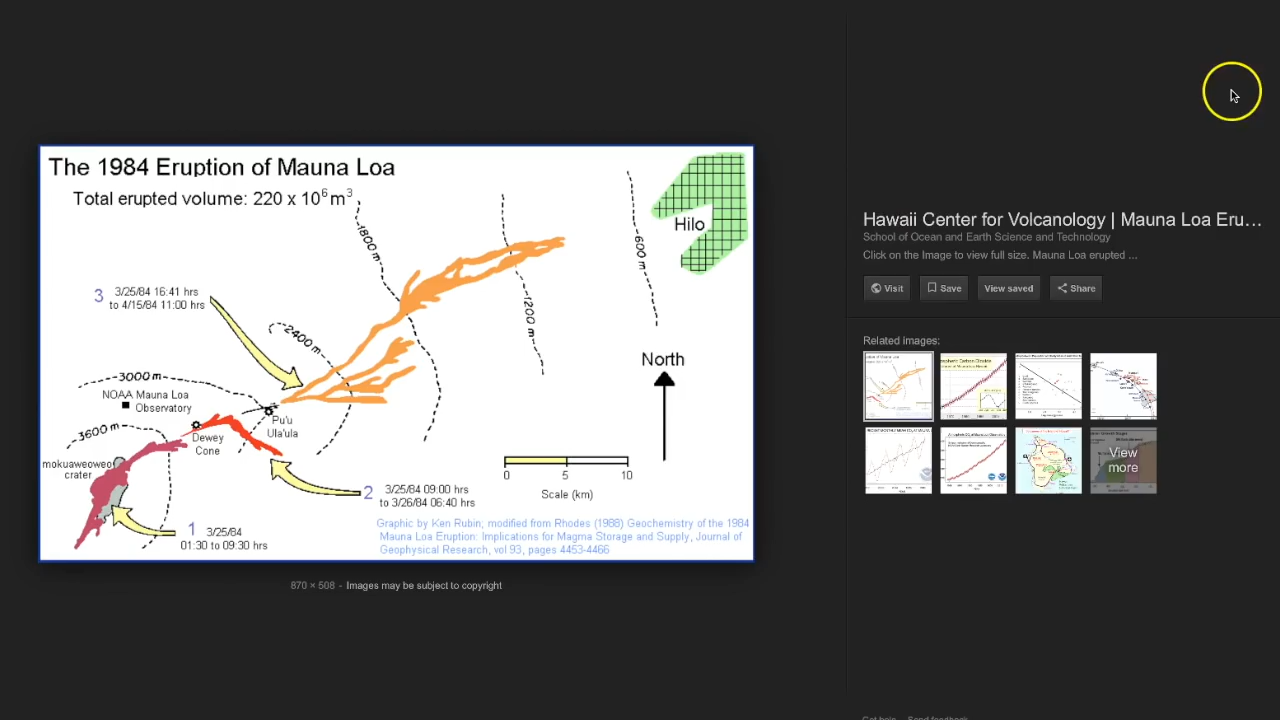 The 1984 Eruption of Mauna Loa
Total erupted volume: 220 x 10⁶ m³
1800 m
600 m
Hilo
3 3/25/84 16:41 hrs
to 4/15/84 11:00 hrs
1200 m
2400 m
North
3000 m
NOAA Mauna Loa
Observatory
Pu'u
Ula'ula
3600 m
Dewey
Cone
mokuaweoweo
crater
0 5 10
Scale (km)
2 3/25/84 09:00 hrs
to 3/26/84 06:40 hrs
1 3/25/84
01:30 to 09:30 hrs
Graphic by Ken Rubin; modified from Rhodes (1988) Geochemistry of the 1984
Mauna Loa Eruption: Implications for Magma Storage and Supply, Journal of
Geophysical Research, vol 93, pages 4453-4466
870 × 508 - Images may be subject to copyright
Hawaii Center for Volcanology | Mauna Loa Eru...
School of Ocean and Earth Science and Technology
Click on the Image to view full size. Mauna Loa erupted ...
Visit Save View saved Share
Related images:
View
more